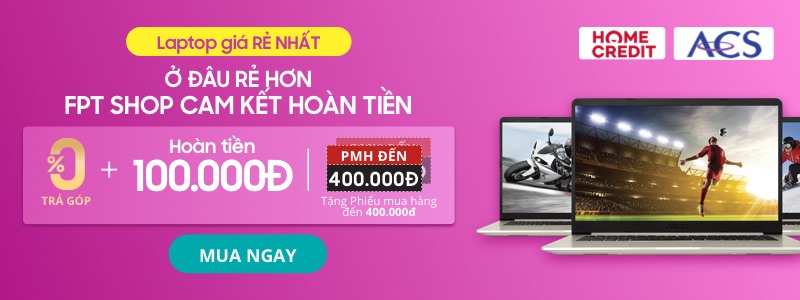 Laptop giá RẺ NHẤT
HOME
CREDIT
ACS
Ở ĐÂU RẺ HƠN
FPT SHOP CAM KẾT HOÀN TIỀN
0%
TRẢ GÓP
+
Hoàn tiền
100.000Đ
PMH ĐẾN
400.000Đ
Tặng Phiếu mua hàng
đến 400.000đ
MUA NGAY